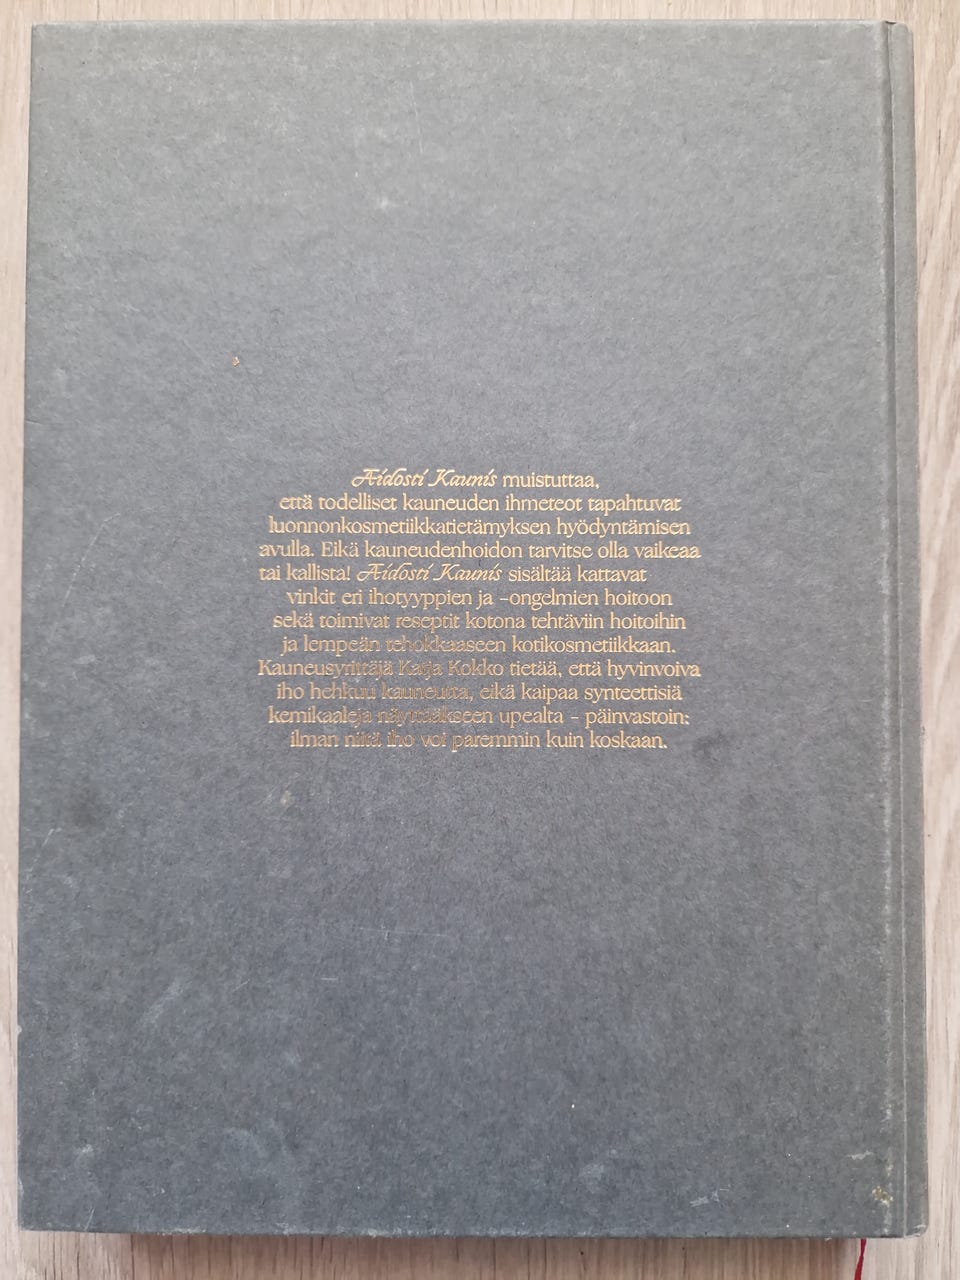 Aidosti Kaunis muistuttaa,
että todelliset kauneuden ihmeteot tapahtuvat
luonnonkosmetiikkatietämyksen hyödyntämisen
avulla. Eikä kauneudenhoidon tarvitse olla vaikeaa
tai kallista! Aidosti Kaunis sisältää kattavat
vinkit eri ihotyyppien ja -ongelmien hoitoon
sekä toimivat reseptit kotona tehtäviin hoitoihin
ja lempeän tehokkaaseen kotikosmetiikkaan.
Kauneusyrittäjä Katja Kokko tietää, että hyvinvoiva
iho hehkuu kauneutta, eikä kaipaa synteettisiä
kemikaaleja näyttääkseen upealta - päinvastoin:
ilman niitä iho voi paremmin kuin koskaan.